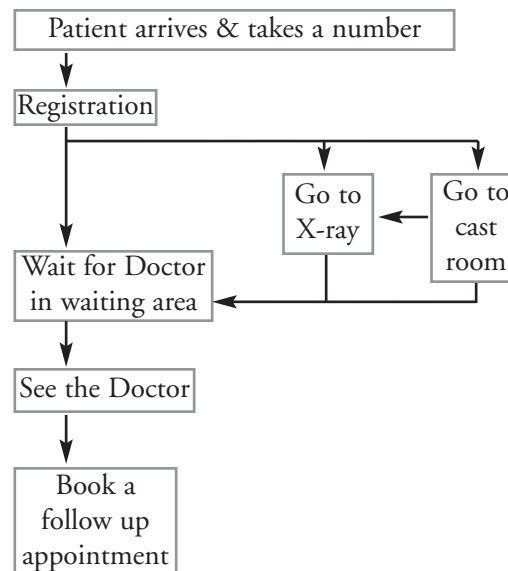 Patient arrives & takes a number
Registration
Go to
X-ray
Go to
cast
room
Wait for Doctor
in waiting area
See the Doctor
Book a
follow up
appointment